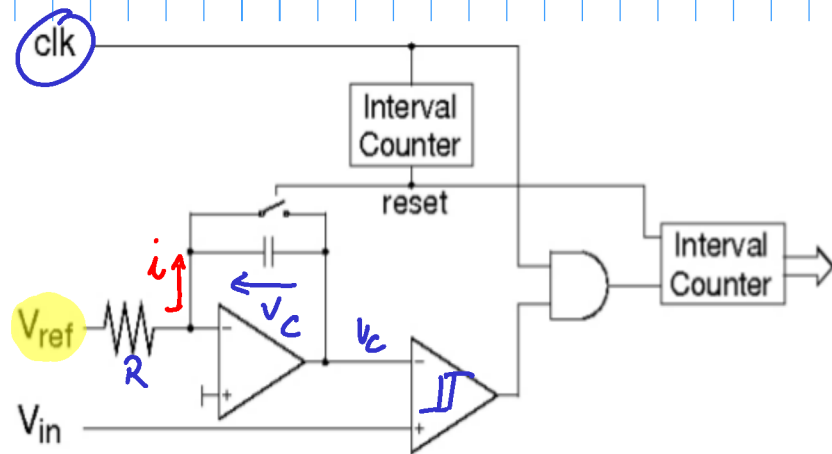 clk
Interval
Counter
reset
Interval
Counter
i
V_C
V_C
V_ref
R
-
+
-
+
V_in